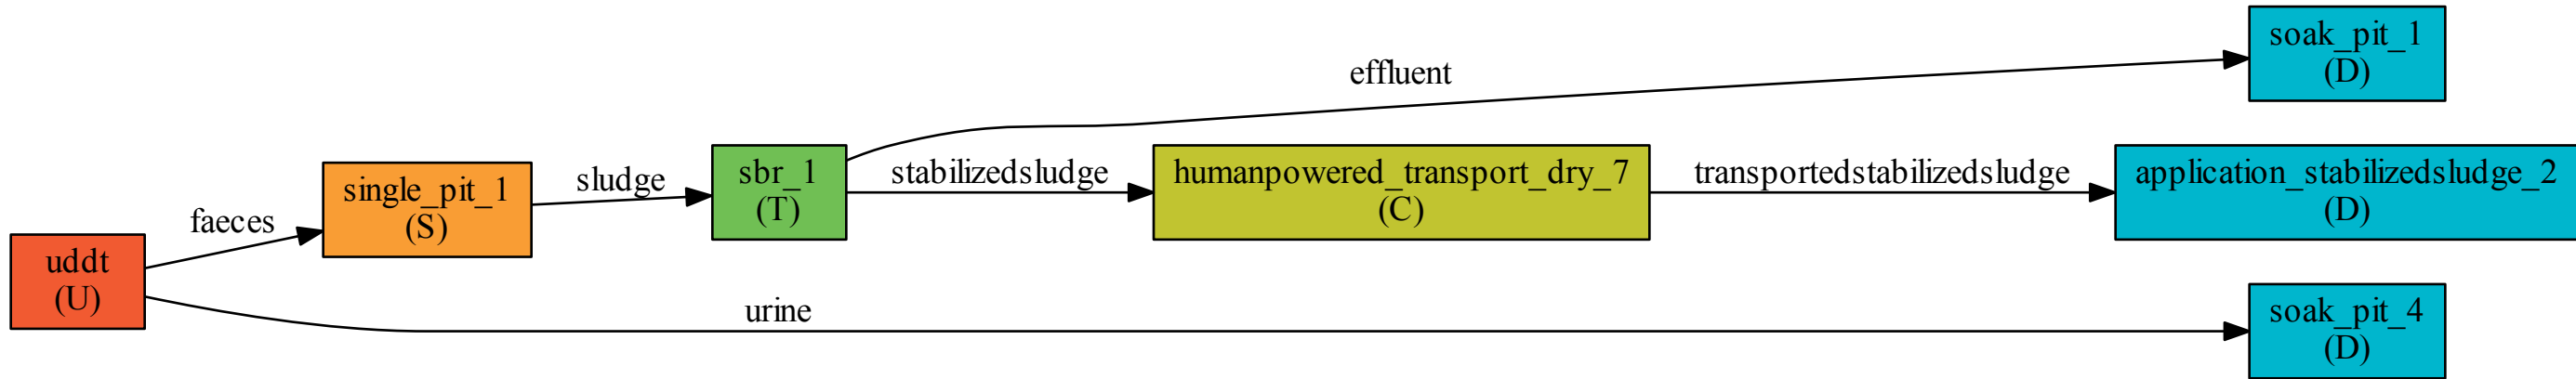 uddt
(U)
faeces
single_pit_1
(S)
sludge
sbr_1
(T)
effluent
soak_pit_1
(D)
stabilizedsludge
humanpowered_transport_dry_7
(C)
transportedstabilizedsludge
application_stabilizedsludge_2
(D)
urine
soak_pit_4
(D)